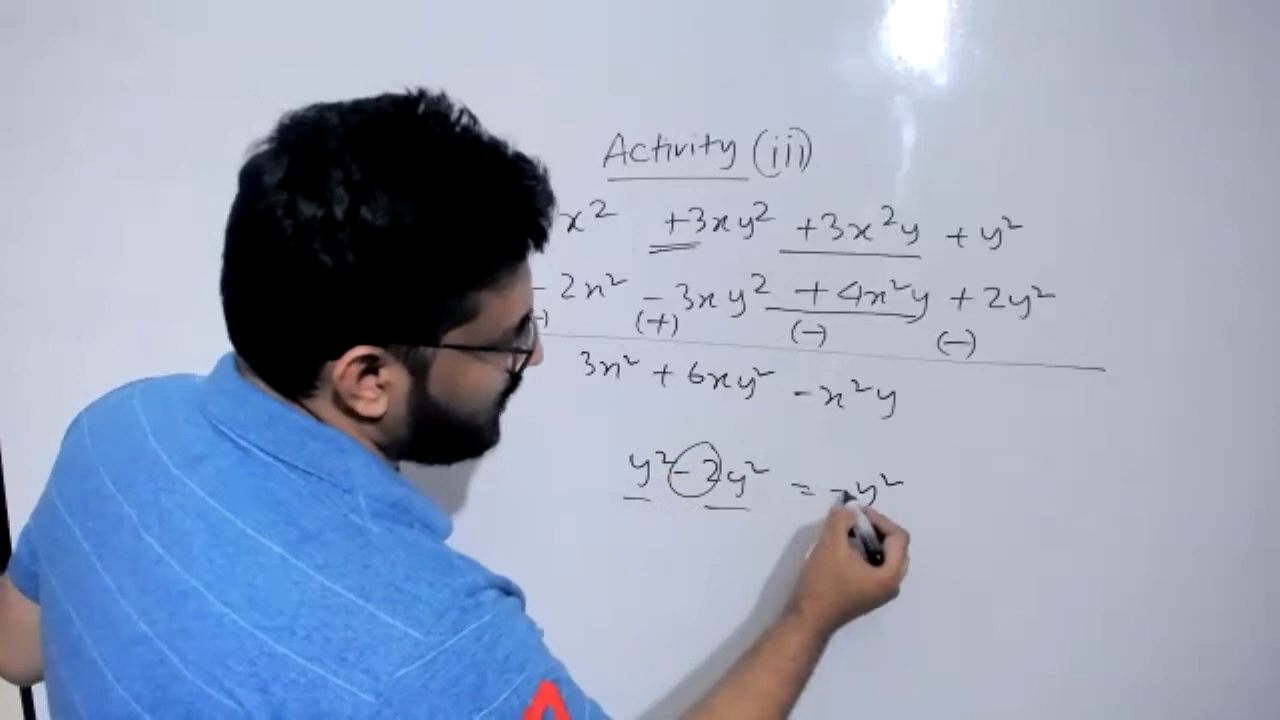 Activity (iii)
x² +3xy² +3x²y + y²
- 2x² - 3xy² + 4x²y + 2y²
(+) (-) (-)
3x² + 6xy² - x²y
y² - 2y² = - y²